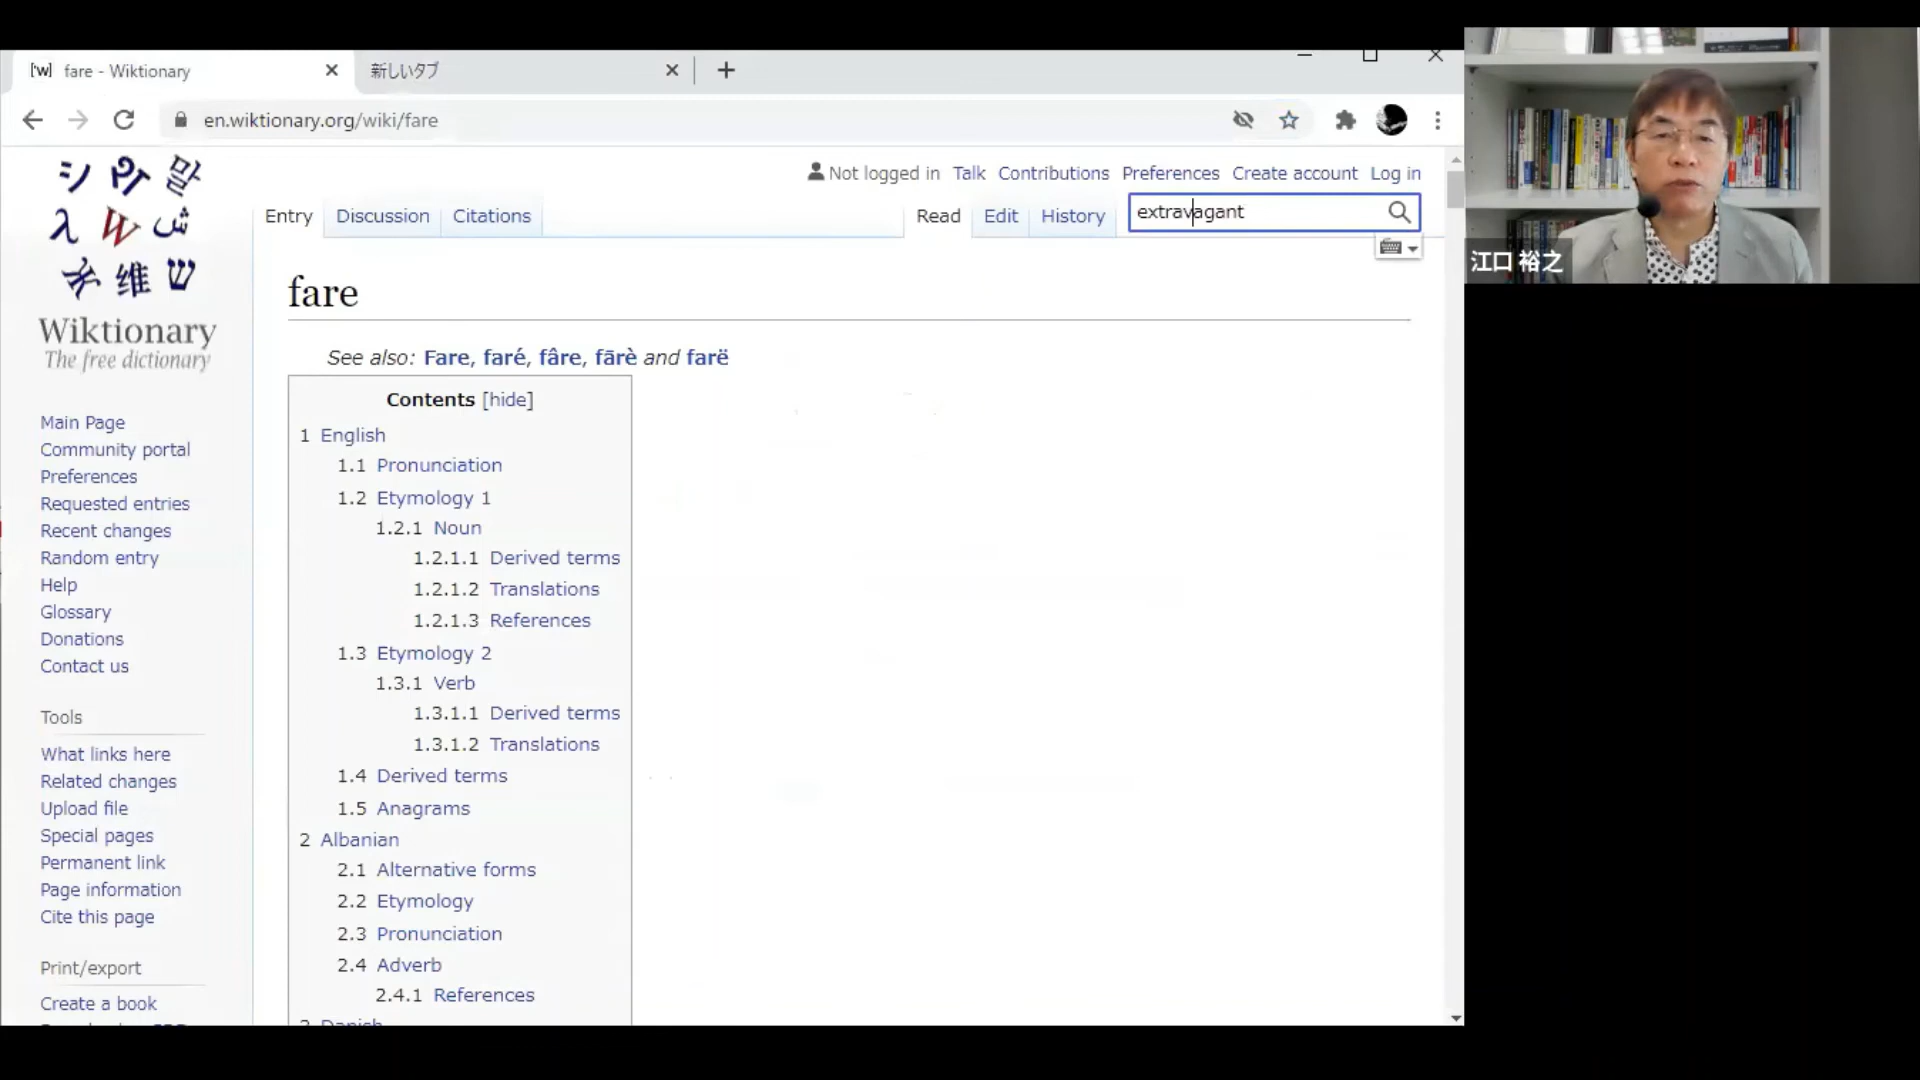 fare - Wiktionary
新しいタブ
en.wiktionary.org/wiki/fare
Not logged in Talk Contributions Preferences Create account Log in
Entry Discussion Citations Read Edit History extravagant
江口 裕之
Wiktionary
The free dictionary
fare
See also: Fare, faré, fâre, fārè and farë
Contents [hide]
1 English
1.1 Pronunciation
1.2 Etymology 1
1.2.1 Noun
1.2.1.1 Derived terms
1.2.1.2 Translations
1.2.1.3 References
1.3 Etymology 2
1.3.1 Verb
1.3.1.1 Derived terms
1.3.1.2 Translations
1.4 Derived terms
1.5 Anagrams
2 Albanian
2.1 Alternative forms
2.2 Etymology
2.3 Pronunciation
2.4 Adverb
2.4.1 References
Main Page
Community portal
Preferences
Requested entries
Recent changes
Random entry
Help
Glossary
Donations
Contact us
Tools
What links here
Related changes
Upload file
Special pages
Permanent link
Page information
Cite this page
Print/export
Create a book